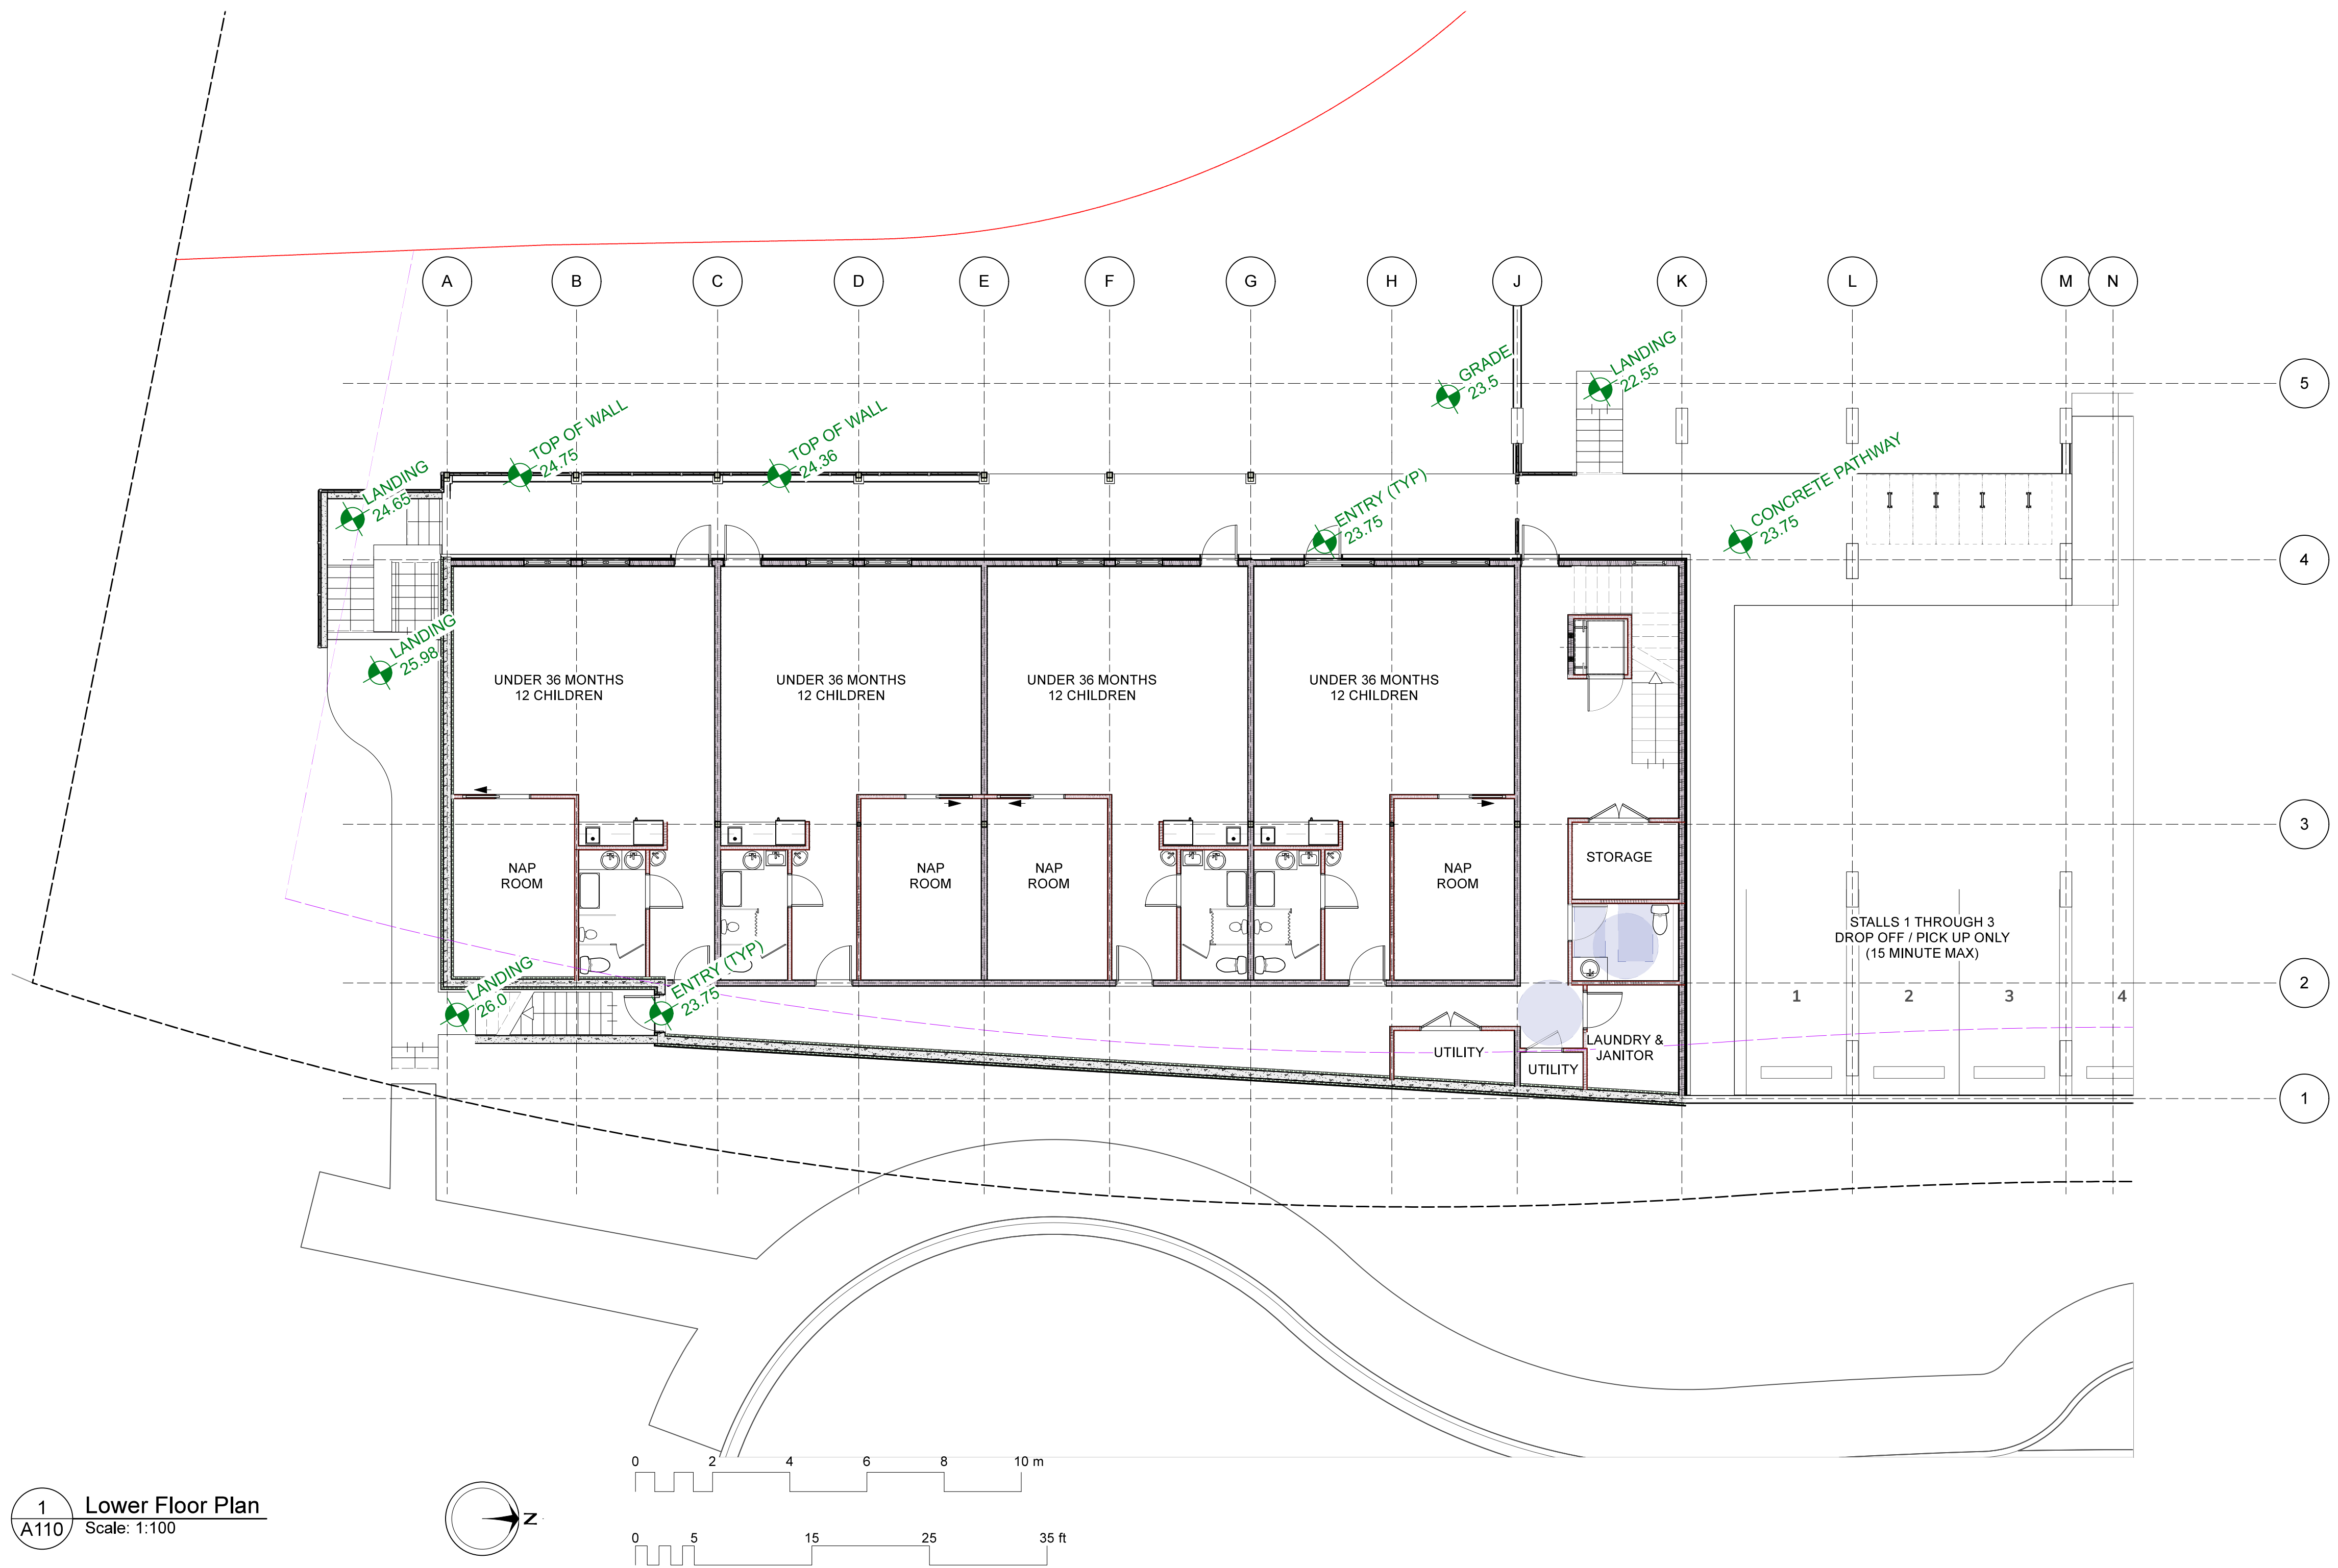 A
B
C
D
E
F
G
H
J
K
L
M
N
GRADE
23.5
LANDING
22.55
5
TOP OF WALL
24.75
TOP OF WALL
24.36
LANDING
24.65
ENTRY (TYP)
23.75
CONCRETE PATHWAY
23.75
4
LANDING
25.98
UNDER 36 MONTHS
12 CHILDREN
UNDER 36 MONTHS
12 CHILDREN
UNDER 36 MONTHS
12 CHILDREN
UNDER 36 MONTHS
12 CHILDREN
3
NAP
ROOM
NAP
ROOM
NAP
ROOM
NAP
ROOM
STORAGE
STALLS 1 THROUGH 3
DROP OFF / PICK UP ONLY
(15 MINUTE MAX)
LANDING
26.0
ENTRY (TYP)
23.75
2
1
2
3
4
UTILITY
UTILITY
LAUNDRY &
JANITOR
1
0 2 4 6 8 10 m
1
A110
Lower Floor Plan
Scale: 1:100
N
0 5 15 25 35 ft